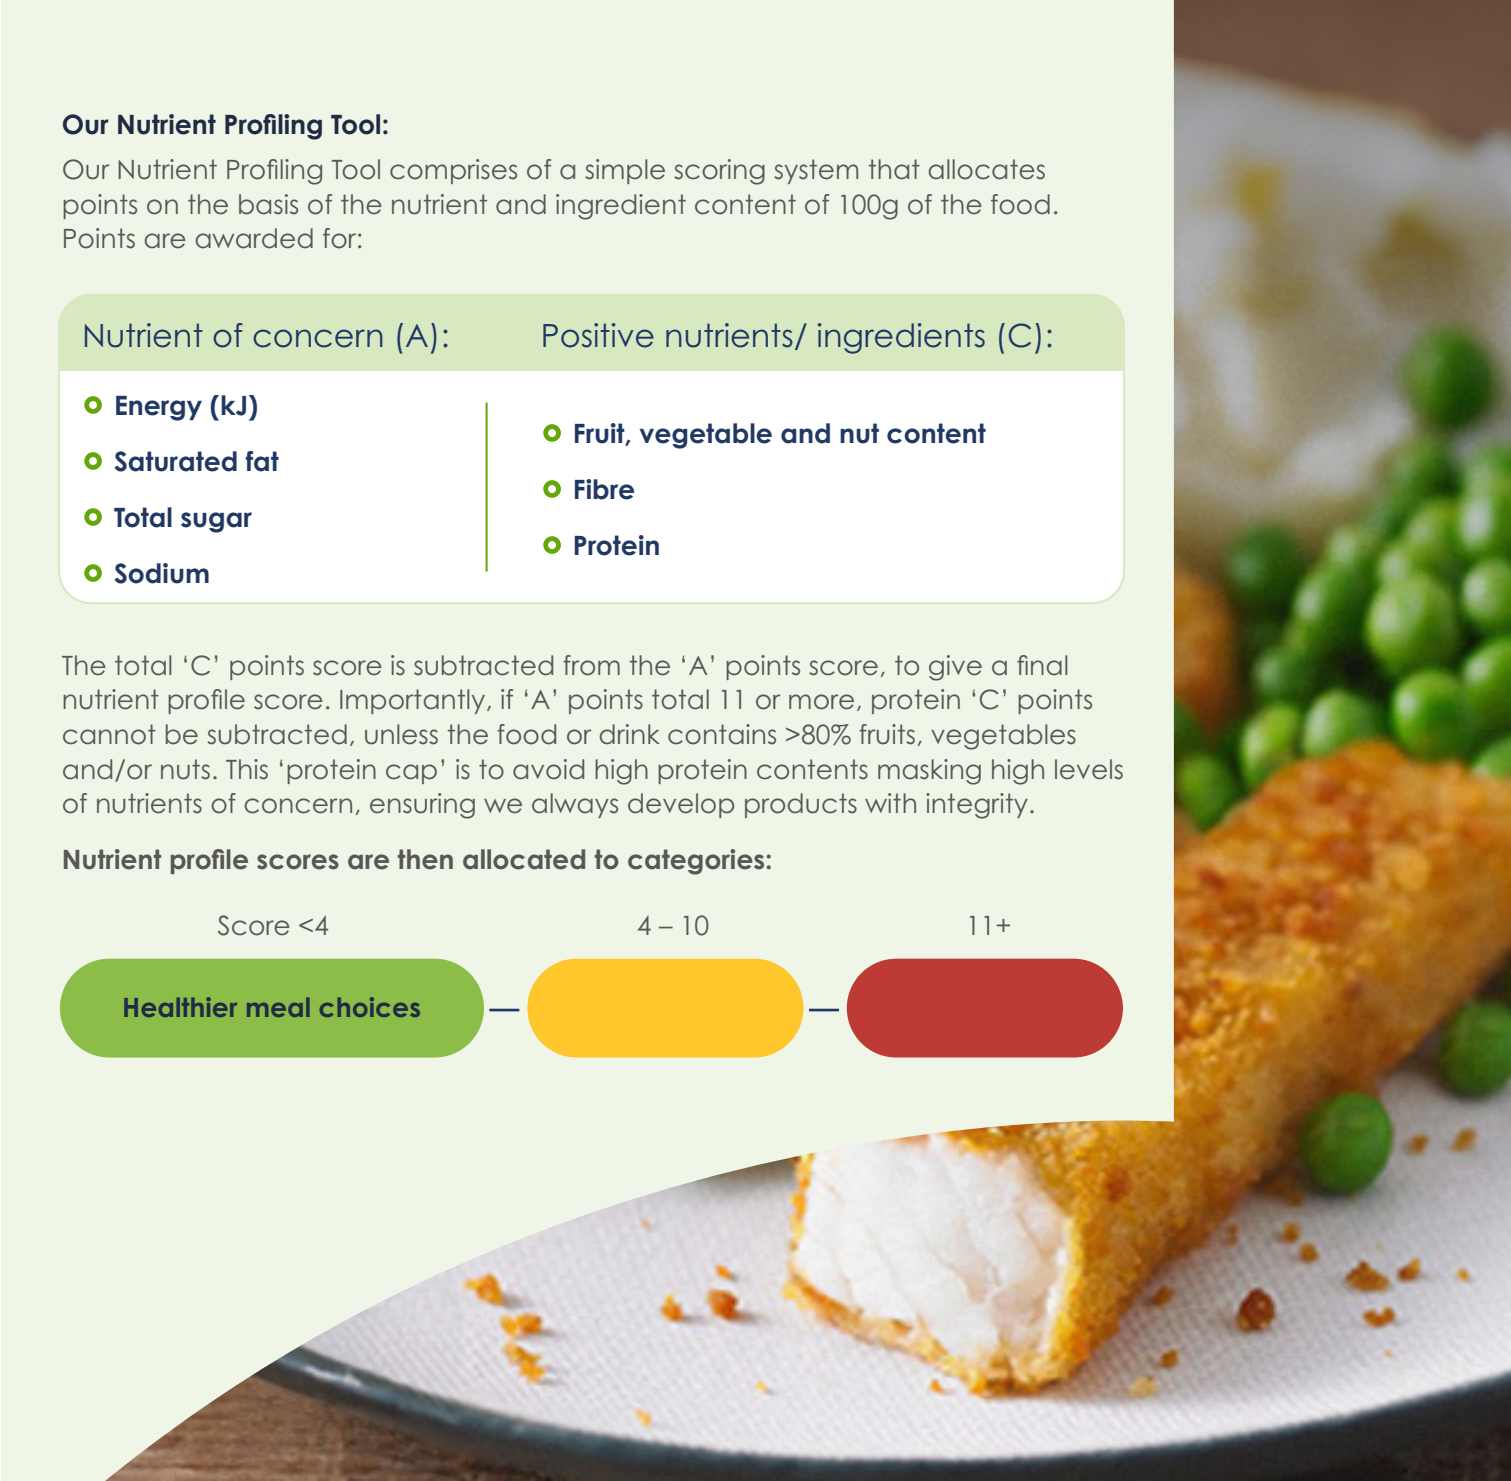 Our Nutrient Profiling Tool:
Our Nutrient Profiling Tool comprises of a simple scoring system that allocates
points on the basis of the nutrient and ingredient content of 100g of the food.
Points are awarded for:
Nutrient of concern (A):
Energy (kJ)
Saturated fat
Total sugar
Sodium
Positive nutrients/ ingredients (C):
Fruit, vegetable and nut content
Fibre
Protein
The total ‘C’ points score is subtracted from the ‘A’ points score, to give a final
nutrient profile score. Importantly, if ‘A’ points total 11 or more, protein ‘C’ points
cannot be subtracted, unless the food or drink contains >80% fruits, vegetables
and/or nuts. This ‘protein cap’ is to avoid high protein contents masking high levels
of nutrients of concern, ensuring we always develop products with integrity.
Nutrient profile scores are then allocated to categories:
Score <4
4 – 10
11+
Healthier meal choices